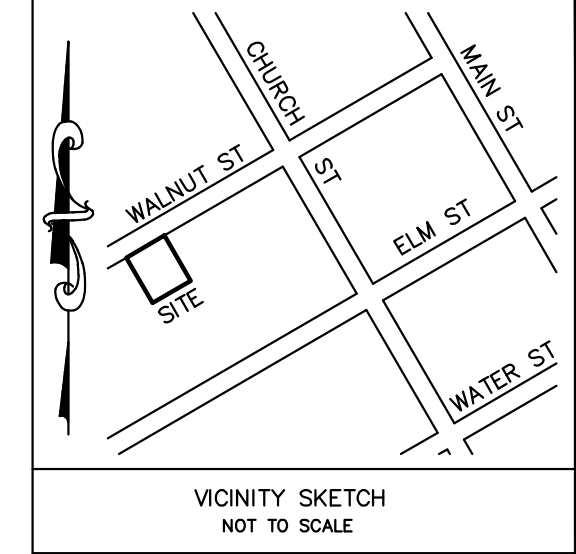 CHURCH
ST
MAIN ST
WALNUT ST
ELM ST
SITE
WATER ST
VICINITY SKETCH
NOT TO SCALE